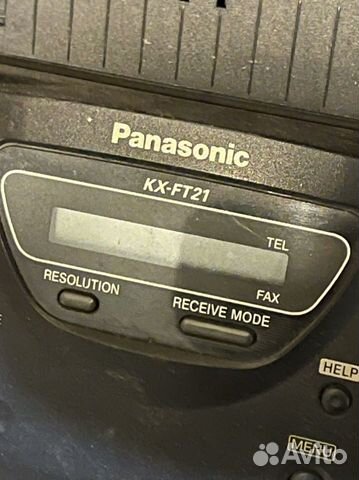 Panasonic
KX-FT21
TEL
FAX
RESOLUTION
RECEIVE MODE
HELP
MENU
Avito